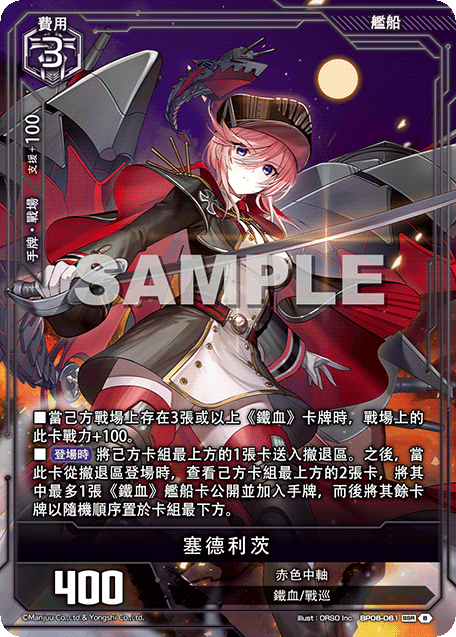 費用
3
艦船
支援+100
手牌・戰場
SAMPLE
■當己方戰場上存在3張或以上《鐵血》卡牌時，戰場上的
此卡戰力+100。
■登場時 將己方卡組最上方的1張卡送入撤退區。之後，當
此卡從撤退區登場時，查看己方卡組最上方的2張卡，將其
中最多1張《鐵血》艦船卡公開並加入手牌，而後將其餘卡
牌以隨機順序置於卡組最下方。
塞德利茨
400
赤色中軸
鐵血/戰巡
©Manjuu Co.,Ltd. & Yongshi Co.,Ltd.
illust : ORSO Inc.
BP06-061 SSR B